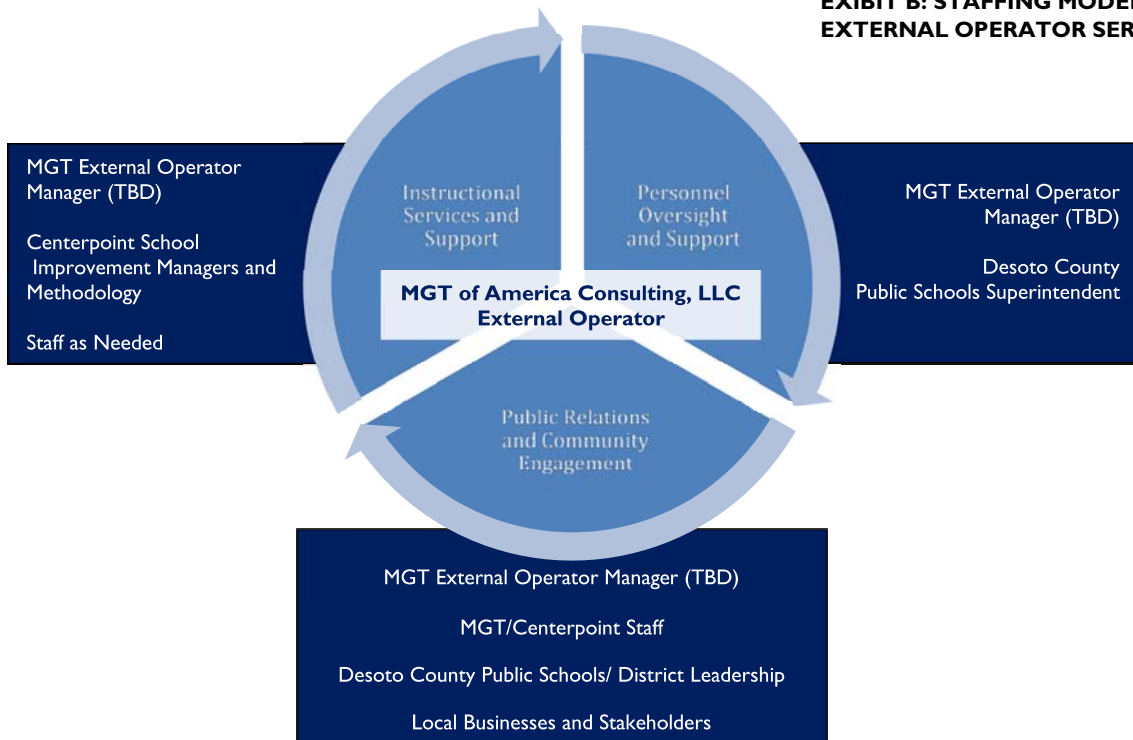 EXIBIT B: STAFFING MODEL
EXTERNAL OPERATOR SER
MGT External Operator
Manager (TBD)
Centerpoint School
Improvement Managers and
Methodology
Staff as Needed
Instructional
Services and
Support
Personnel
Oversight
and Support
MGT External Operator
Manager (TBD)
Desoto County
Public Schools Superintendent
MGT of America Consulting, LLC
External Operator
Public Relations
and Community
Engagement
MGT External Operator Manager (TBD)
MGT/Centerpoint Staff
Desoto County Public Schools/ District Leadership
Local Businesses and Stakeholders